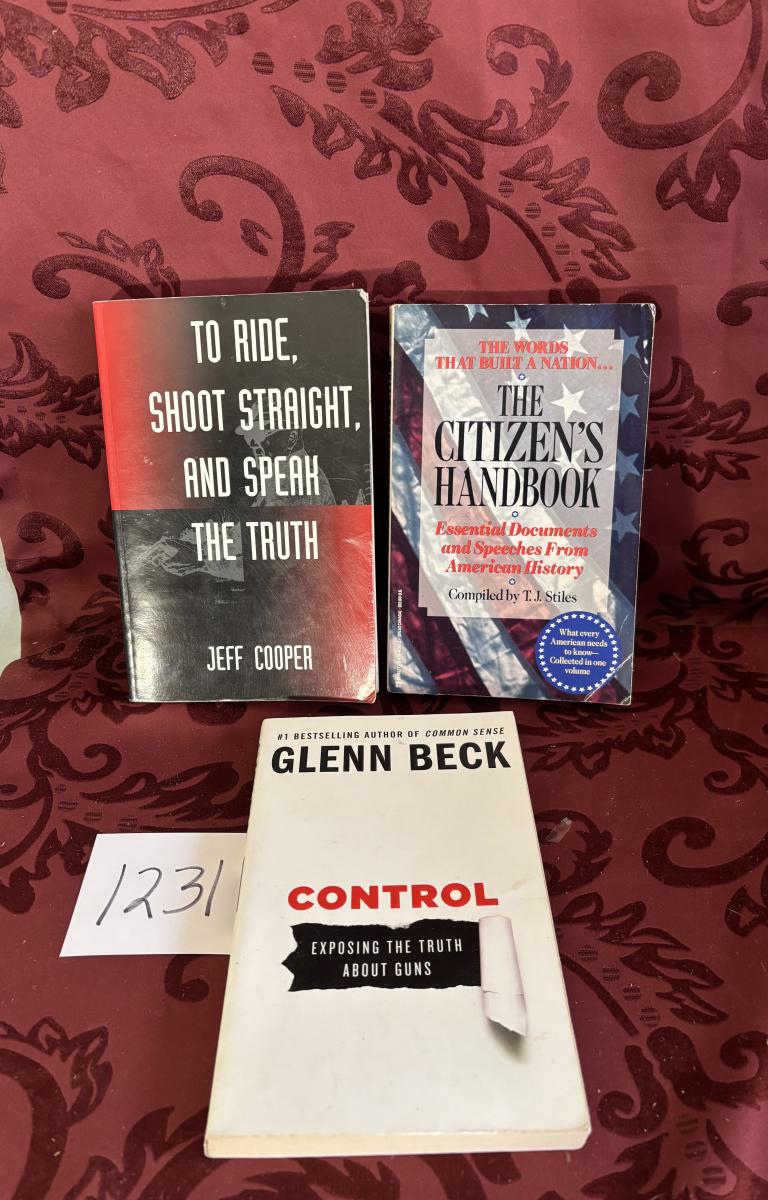 TO RIDE,
SHOOT STRAIGHT,
AND SPEAK
THE TRUTH
JEFF COOPER
THE WORDS
THAT BUILT A NATION...
THE
CITIZEN'S
HANDBOOK
Essential Documents
and Speeches From
American History
Compiled by T.J. Stiles
What every
American needs
to know—
Collected in one
volume
#1 BESTSELLING AUTHOR OF COMMON SENSE
GLENN BECK
CONTROL
EXPOSING THE TRUTH
ABOUT GUNS
1231